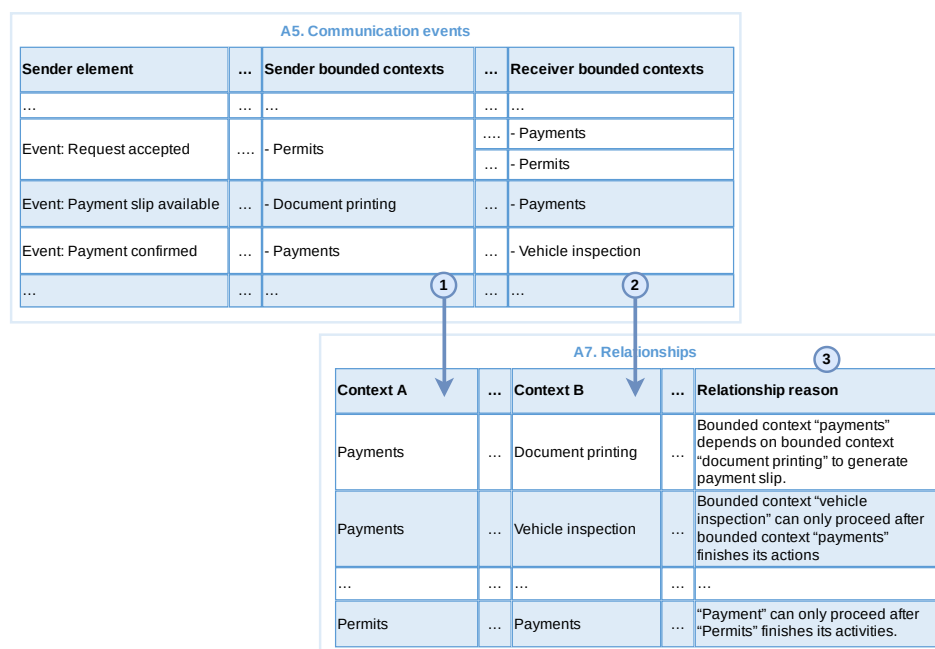 A5. Communication events
Sender element … Sender bounded contexts … Receiver bounded contexts
… … … … …
Event: Request accepted …. - Permits …. - Payments
… - Permits
Event: Payment slip available … - Document printing … - Payments
Event: Payment confirmed … - Payments … - Vehicle inspection
… … … … …
1 2
A7. Relationships
3
Context A … Context B … Relationship reason
Payments … Document printing … Bounded context “payments”
depends on bounded context
“document printing” to generate
payment slip.
Payments … Vehicle inspection … Bounded context “vehicle
inspection” can only proceed after
bounded context “payments”
finishes its actions
… … … … …
Permits … Payments … “Payment” can only proceed after
“Permits” finishes its activities.